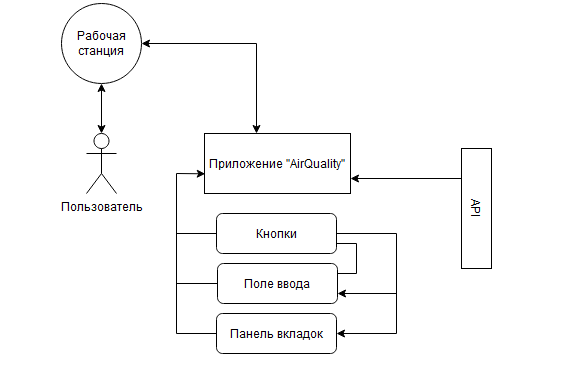 Рабочая
станция
Пользователь
Приложение "AirQuality"
API
Кнопки
Поле ввода
Панель вкладок